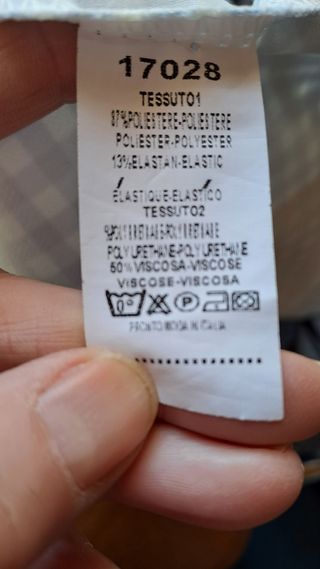 17028
TESSUTO1
87%POLIESTERE-POLIESTERE
POLIESTER-POLYESTER
13%ELASTAN-ELASTIC
ÉLASTIQUE-ELASTICO
TESSUTO2
POLYURETHANE-POLYURETHANE
50%VISCOSA-VISCOSE
VISCOSE-VISCOSA
P
PRONTO MODA IN ITALIA